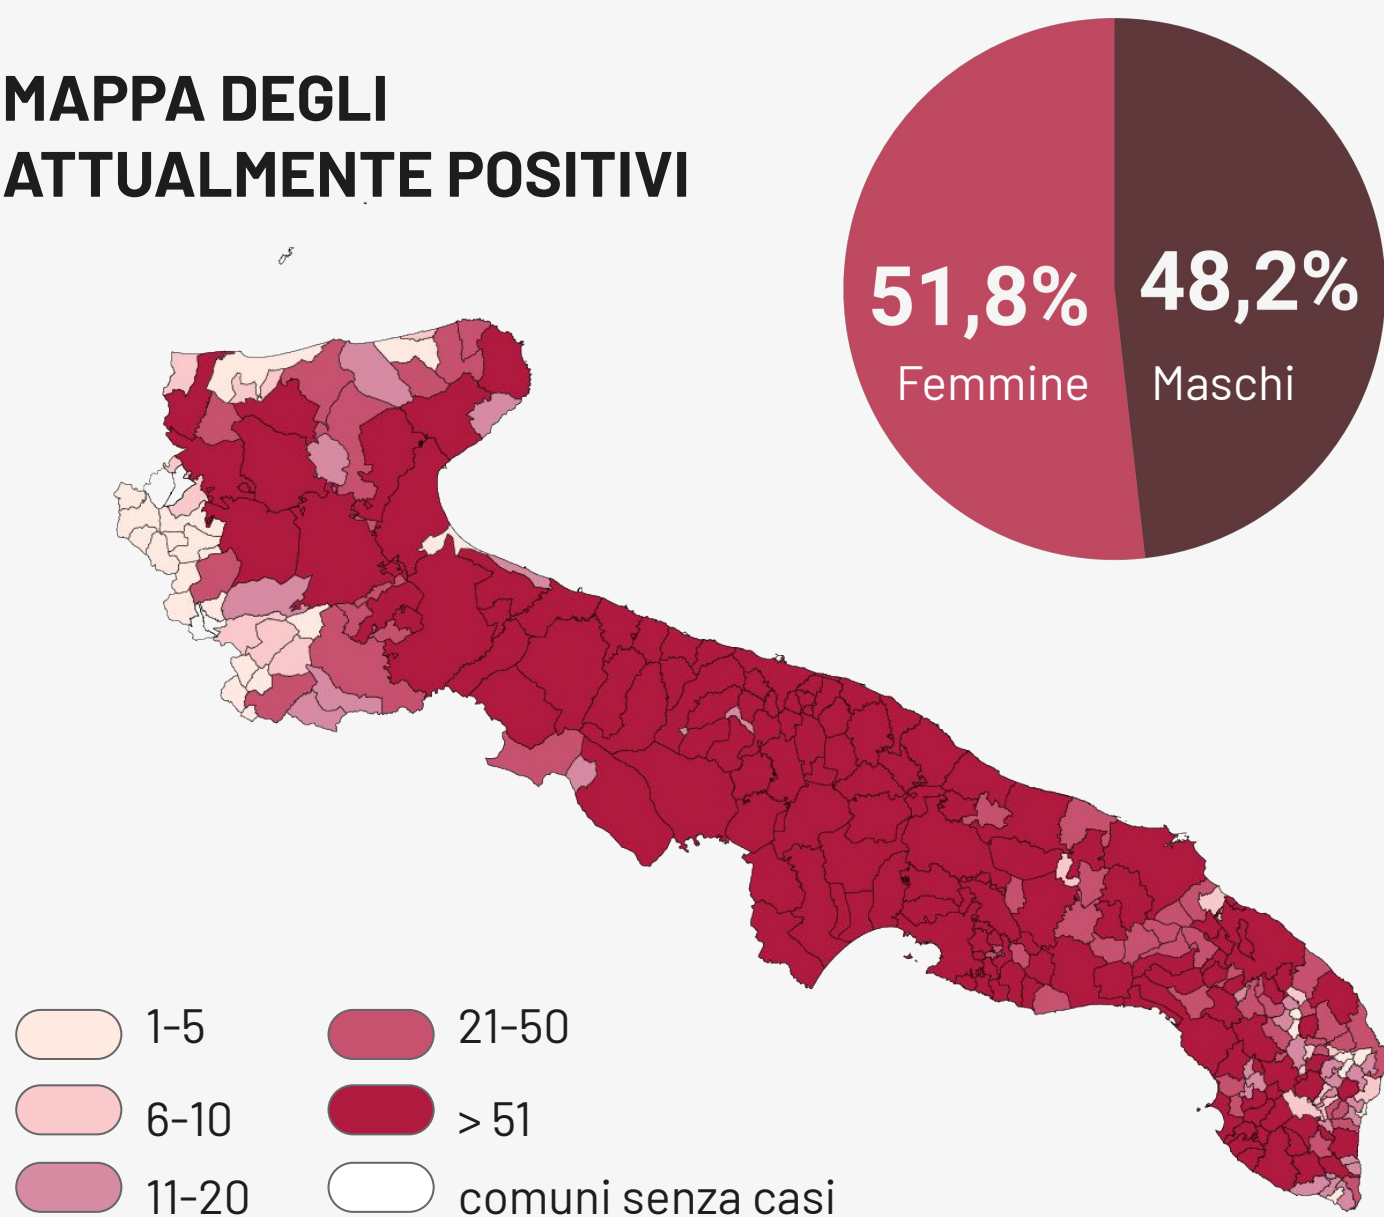 MAPPA DEGLI
ATTUALMENTE POSITIVI
51,8%
Femmine
48,2%
Maschi
1-5
6-10
11-20
21-50
> 51
comuni senza casi